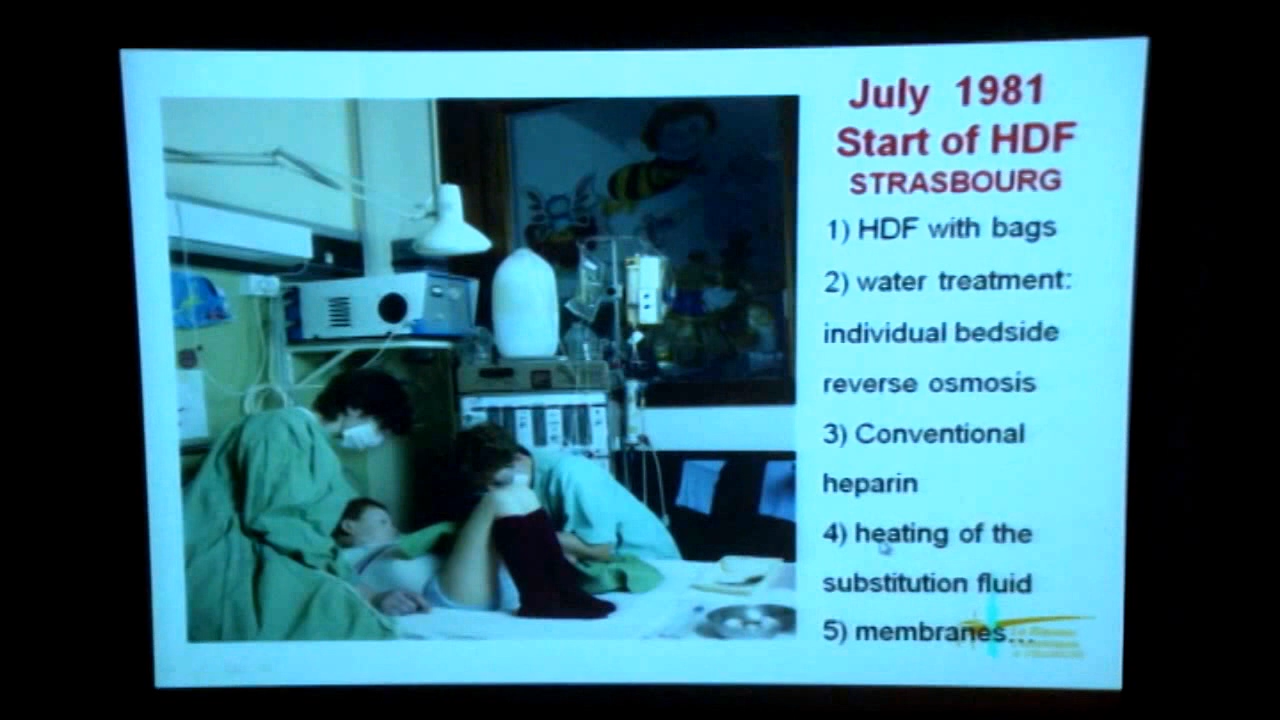 July 1981
Start of HDF
STRASBOURG
1) HDF with bags
2) water treatment:
individual bedside
reverse osmosis
3) Conventional
heparin
4) heating of the
substitution fluid
5) membranes...